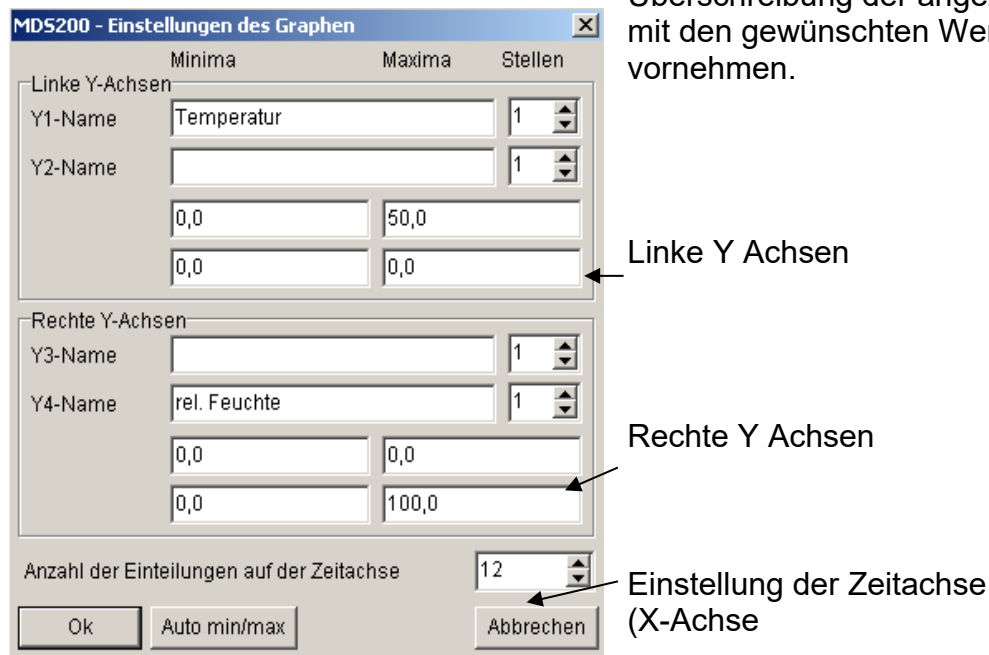 Überschreibung der
mit den gewünschten
vornehmen.
MDS200 - Einstellungen des Graphen
Minima Maxima Stellen
Linke Y-Achsen
Y1-Name Temperatur 1
Y2-Name 1
0,0 50,0
0,0 0,0
Linke Y Achsen
Rechte Y-Achsen
Y3-Name 1
Y4-Name rel. Feuchte 1
0,0 0,0
0,0 100,0
Rechte Y Achsen
Anzahl der Einteilungen auf der Zeitachse 12
Einstellung der Zeitachse
(X-Achse
Ok Auto min/max Abbrechen